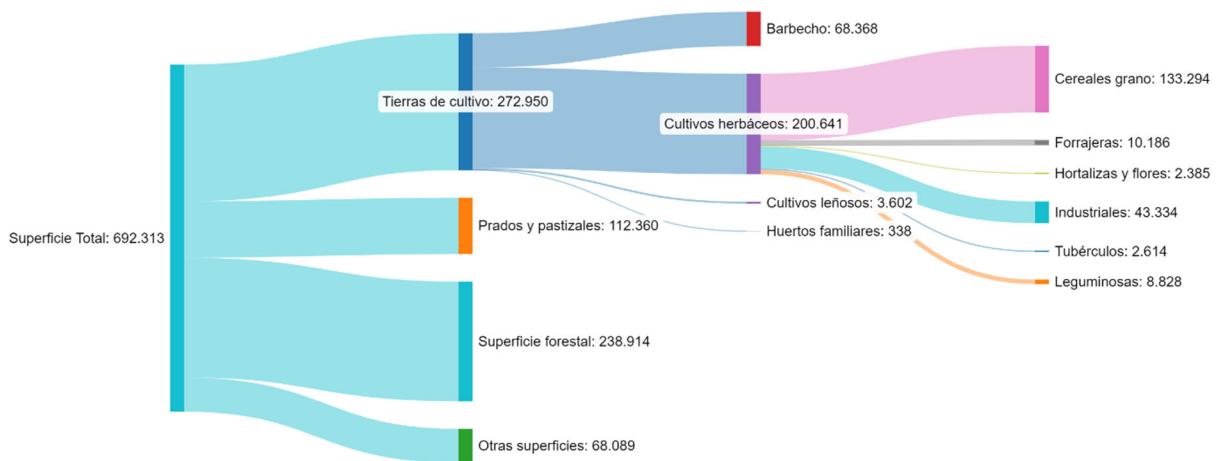 Superficie Total: 692.313
Tierras de cultivo: 272.950
Prados y pastizales: 112.360
Superficie forestal: 238.914
Otras superficies: 68.089
Barbecho: 68.368
Cultivos herbáceos: 200.641
Cultivos leñosos: 3.602
Huertos familiares: 338
Cereales grano: 133.294
Forrajeras: 10.186
Hortalizas y flores: 2.385
Industriales: 43.334
Tubérculos: 2.614
Leguminosas: 8.828